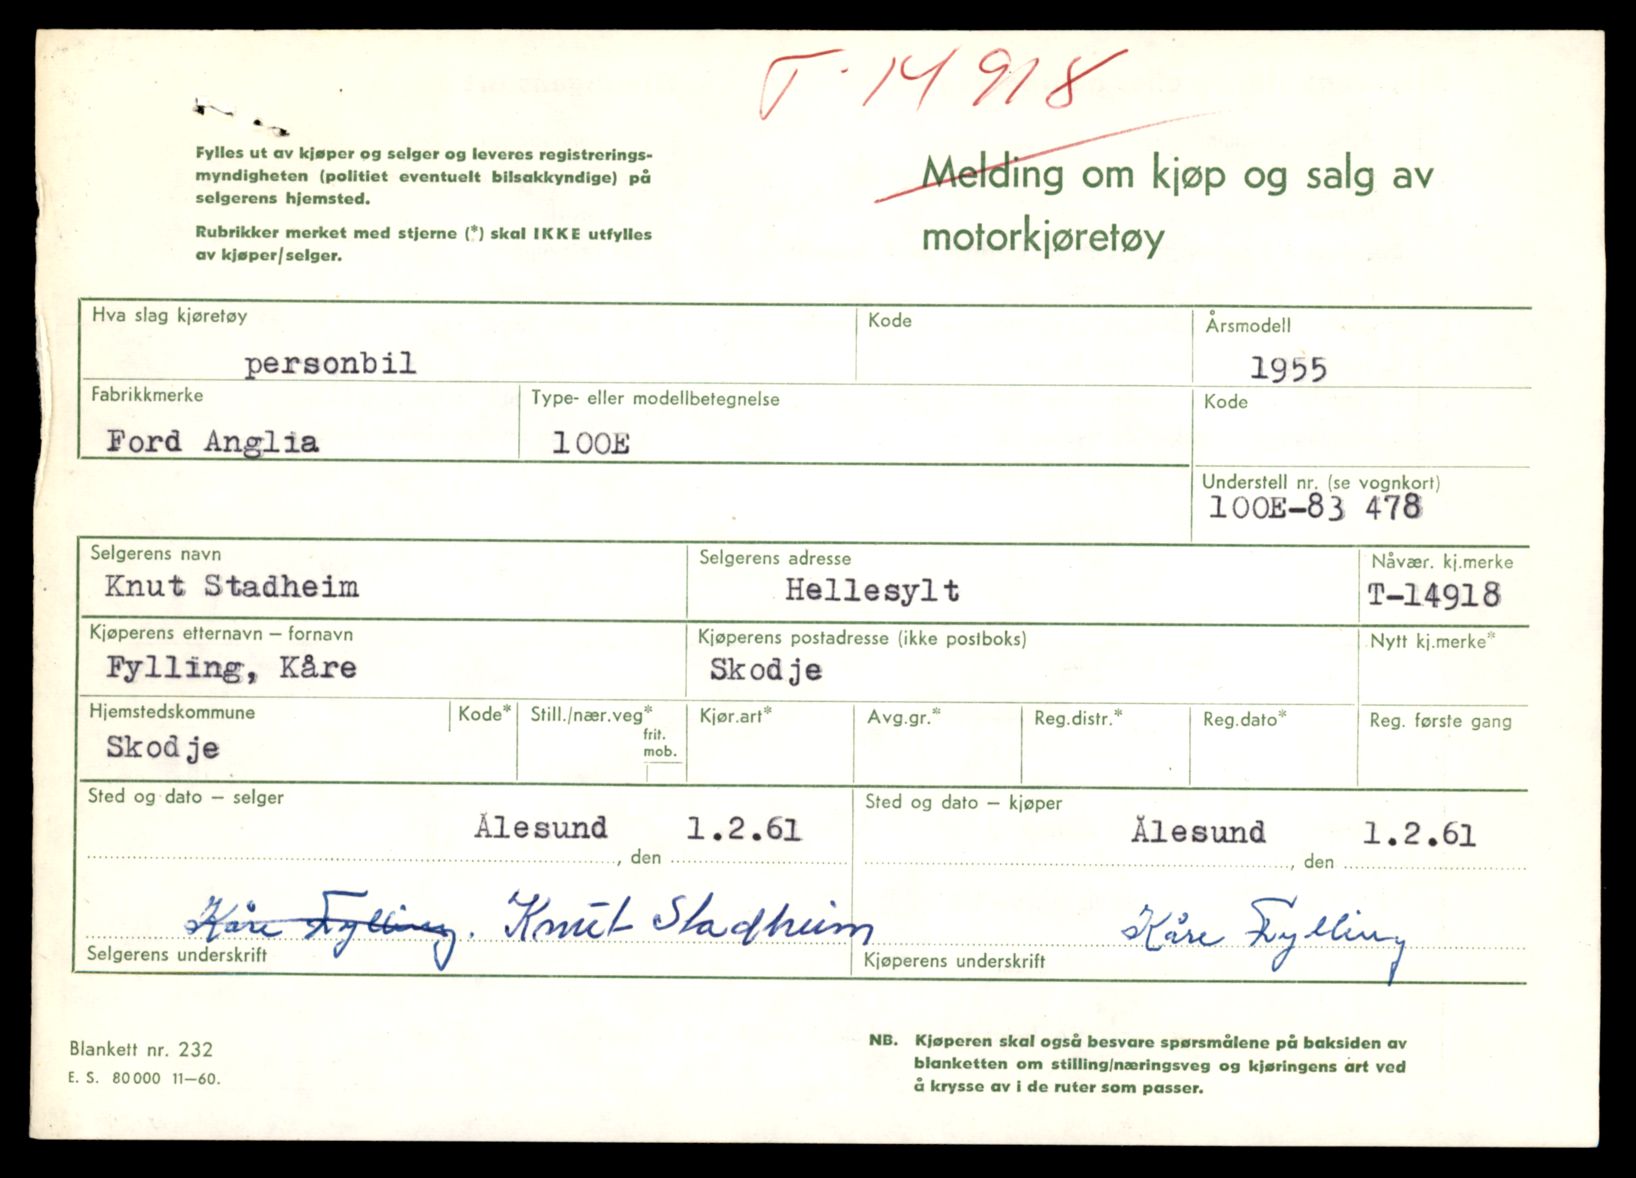 T-14918
Fylles ut av kjøper og selger og leveres registrerings-
myndigheten (politiet eventuelt bilsakkyndige) på
selgerens hjemsted.
Rubrikker merket med stjerne (*) skal IKKE utfylles
av kjøper/selger.
Melding om kjøp og salg av
motorkjøretøy
Hva slag kjøretøy
personbil
Kode
Årsmodell
1955
Fabrikkmerke
Ford Anglia
Type- eller modellbetegnelse
100E
Kode
Understell nr. (se vognkort)
100E-83 478
Selgerens navn
Knut Stadheim
Selgerens adresse
Hellesylt
Nåvær. kj.merke
T-14918
Kjøperens etternavn – fornavn
Fylling, Kåre
Kjøperens postadresse (ikke postboks)
Skodje
Nytt kj.merke*
Hjemstedskommune
Skodje
Kode*
Still./nær.veg*
frit.
mob.
Kjør.art*
Avg.gr.*
Reg.distr.*
Reg.dato*
Reg. første gang
Sted og dato – selger
Ålesund 1.2.61
, den
Kåre Fylling. Knut Stadheim
Selgerens underskrift
Sted og dato – kjøper
Ålesund 1.2.61
, den
Kåre Fylling
Kjøperens underskrift
Blankett nr. 232
E. S. 80000 11–60.
NB. Kjøperen skal også besvare spørsmålene på baksiden av
blanketten om stilling/næringsveg og kjøringens art ved
å krysse av i de ruter som passer.